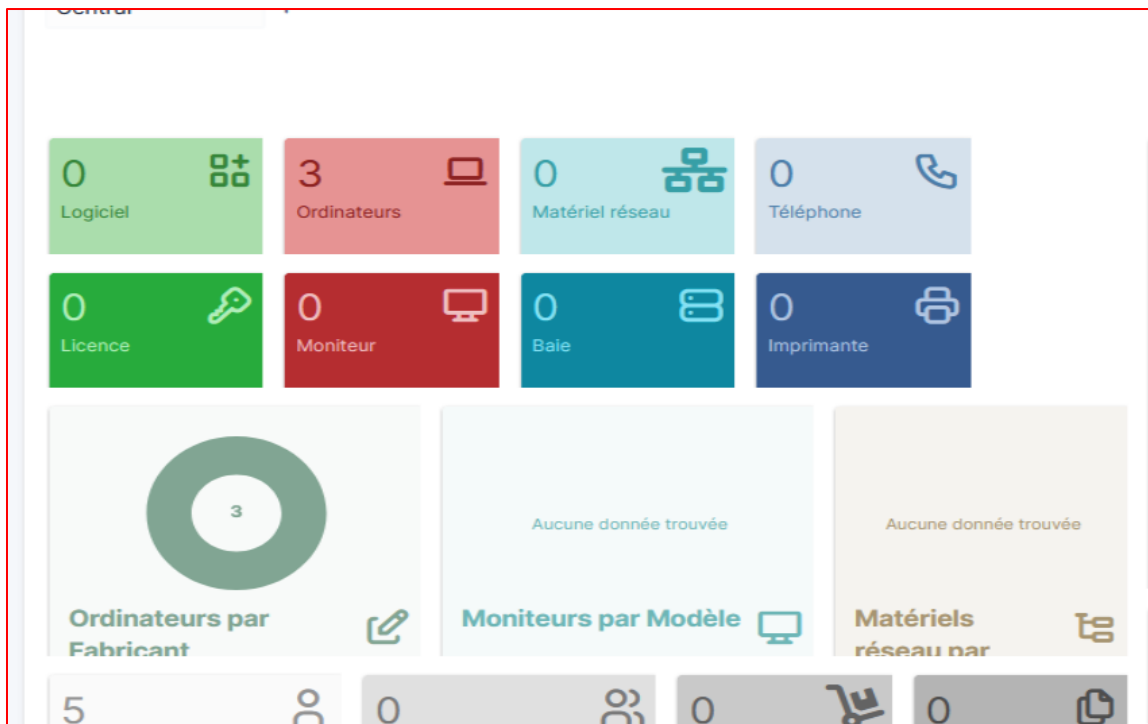 Central
0
Logiciel
3
Ordinateurs
0
Matériel réseau
0
Téléphone
0
Licence
0
Moniteur
0
Baie
0
Imprimante
3
Ordinateurs par
Fabricant
Aucune donnée trouvée
Moniteurs par Modèle
Aucune donnée trouvée
Matériels
réseau par
5
0
0
0